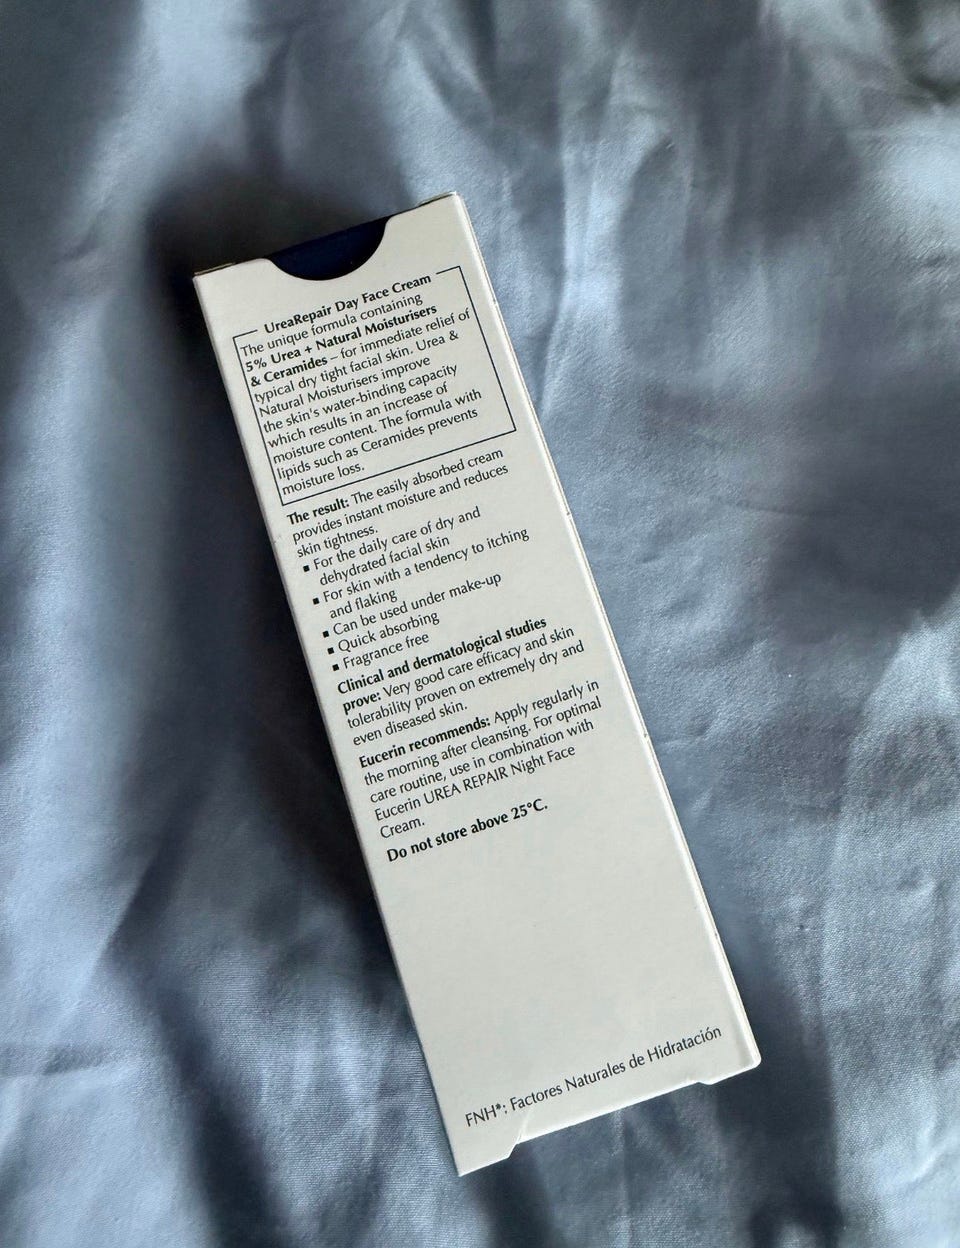 UreaRepair Day Face Cream
The unique formula containing
5% Urea + Natural Moisturisers
& Ceramides – for immediate relief of
typical dry tight facial skin. Urea &
Natural Moisturisers improve
the skin's water-binding capacity
which results in an increase of
moisture content. The formula with
lipids such as Ceramides prevents
moisture loss.
The result: The easily absorbed cream
provides instant moisture and reduces
skin tightness.
▪ For the daily care of dry and
dehydrated facial skin
▪ For skin with a tendency to itching
and flaking
▪ Can be used under make-up
▪ Quick absorbing
▪ Fragrance free
Clinical and dermatological studies
prove: Very good care efficacy and skin
tolerability proven on extremely dry and
even diseased skin.
Eucerin recommends: Apply regularly in
the morning after cleansing. For optimal
care routine, use in combination with
Eucerin UREA REPAIR Night Face
Cream.
Do not store above 25°C.
FNH*: Factores Naturales de Hidratación